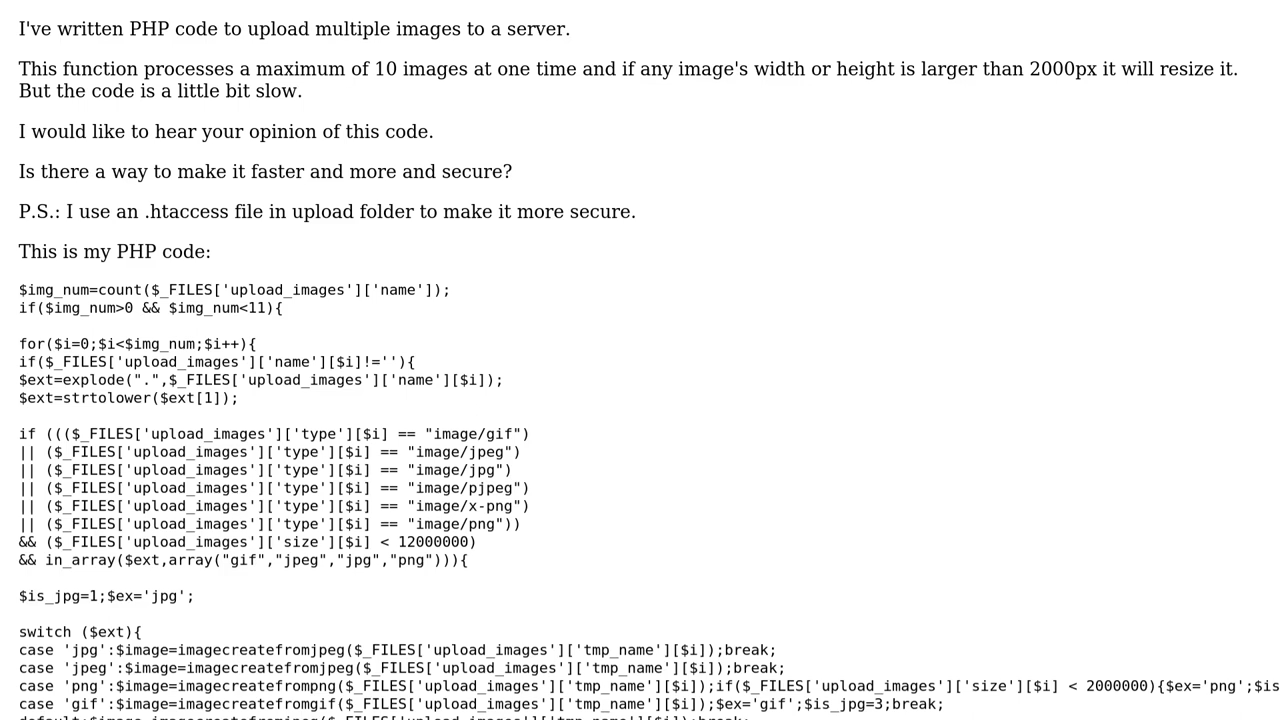 I've written PHP code to upload multiple images to a server.
This function processes a maximum of 10 images at one time and if any image's width or height is larger than 2000px it will resize it.
But the code is a little bit slow.
I would like to hear your opinion of this code.
Is there a way to make it faster and more and secure?
P.S.: I use an .htaccess file in upload folder to make it more secure.
This is my PHP code:
$img_num=count($_FILES['upload_images']['name']);
if($img_num>0 && $img_num<11){
for($i=0;$i<$img_num;$i++){
if($_FILES['upload_images']['name'][$i]!=''){
$ext=explode(".",$_FILES['upload_images']['name'][$i]);
$ext=strtolower($ext[1]);
if ((($_FILES['upload_images']['type'][$i] == "image/gif")
|| ($_FILES['upload_images']['type'][$i] == "image/jpeg")
|| ($_FILES['upload_images']['type'][$i] == "image/jpg")
|| ($_FILES['upload_images']['type'][$i] == "image/pjpeg")
|| ($_FILES['upload_images']['type'][$i] == "image/x-png")
|| ($_FILES['upload_images']['type'][$i] == "image/png"))
&& ($_FILES['upload_images']['size'][$i] < 12000000)
&& in_array($ext,array("gif","jpeg","jpg","png"))){
$is_jpg=1;$ex='jpg';
switch ($ext){
case 'jpg':$image=imagecreatefromjpeg($_FILES['upload_images']['tmp_name'][$i]);break;
case 'jpeg':$image=imagecreatefromjpeg($_FILES['upload_images']['tmp_name'][$i]);break;
case 'png':$image=imagecreatefrompng($_FILES['upload_images']['tmp_name'][$i]);if($_FILES['upload_images']['size'][$i] < 2000000){$ex='png';$is
case 'gif':$image=imagecreatefromgif($_FILES['upload_images']['tmp_name'][$i]);$ex='gif';$is_jpg=3;break;